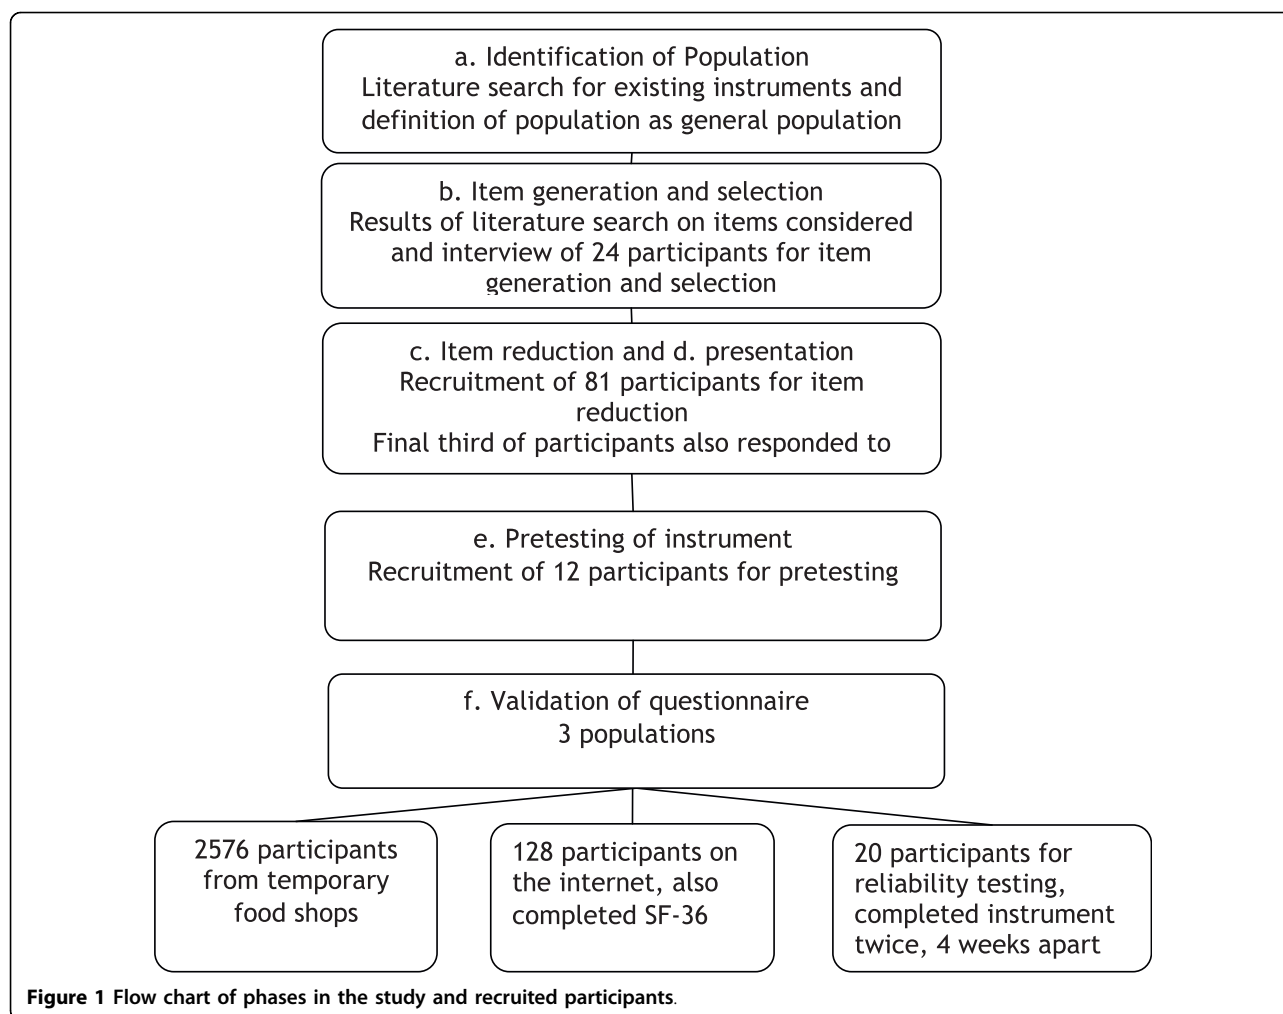 a. Identification of Population
Literature search for existing instruments and
definition of population as general population
b. Item generation and selection
Results of literature search on items considered
and interview of 24 participants for item
generation and selection
c. Item reduction and d. presentation
Recruitment of 81 participants for item
reduction
Final third of participants also responded to
e. Pretesting of instrument
Recruitment of 12 participants for pretesting
f. Validation of questionnaire
3 populations
2576 participants
from temporary
food shops
128 participants on
the internet, also
completed SF-36
20 participants for
reliability testing,
completed instrument
twice, 4 weeks apart
Figure 1 Flow chart of phases in the study and recruited participants.